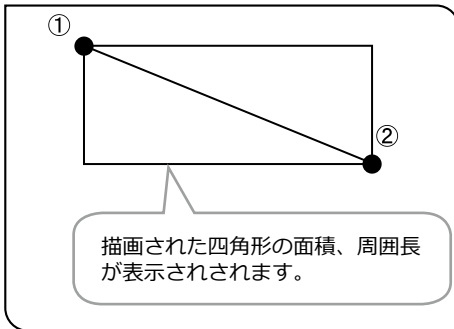 ①
②
描画された四角形の面積、周囲長
が表示されされます。